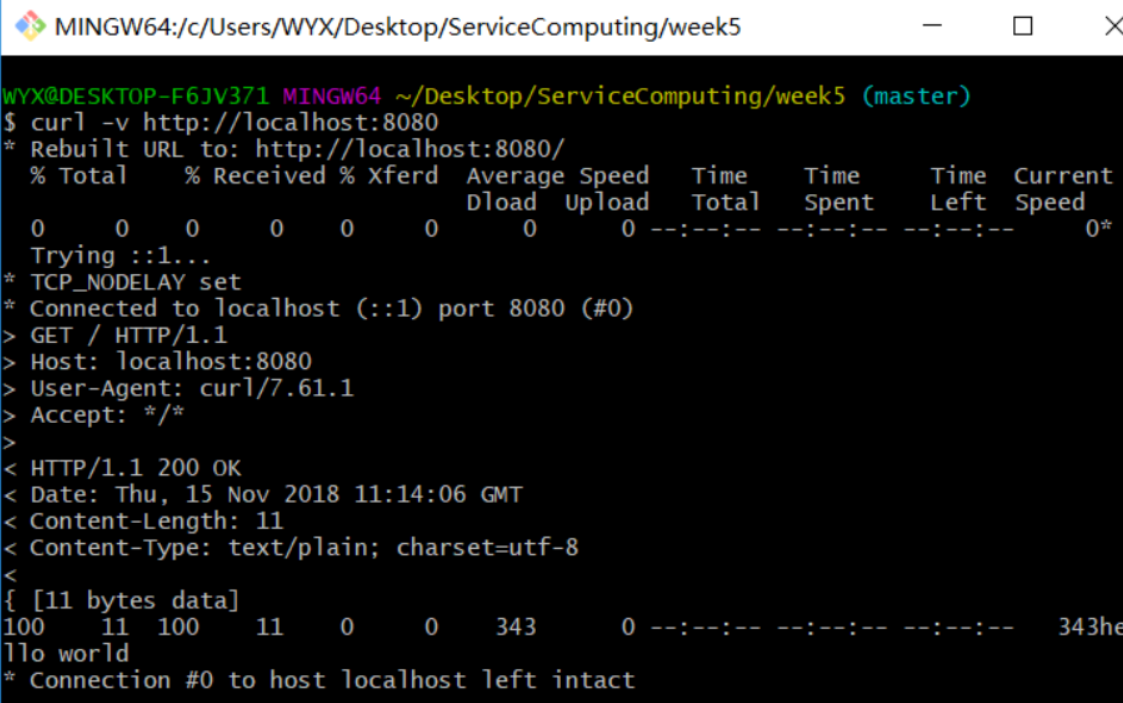 MINGW64:/c/Users/WYX/Desktop/ServiceComputing/week5
WYX@DESKTOP-F6JV371 MINGW64 ~/Desktop/ServiceComputing/week5 (master)
$ curl -v http://localhost:8080
* Rebuilt URL to: http://localhost:8080/
  % Total    % Received % Xferd  Average Speed   Time    Time     Time  Current
                                 Dload  Upload   Total   Spent    Left  Speed
  0     0    0     0    0     0      0      0 --:--:-- --:--:-- --:--:--     0*
  Trying ::1...
* TCP_NODELAY set
* Connected to localhost (::1) port 8080 (#0)
> GET / HTTP/1.1
> Host: localhost:8080
> User-Agent: curl/7.61.1
> Accept: */*
>
< HTTP/1.1 200 OK
< Date: Thu, 15 Nov 2018 11:14:06 GMT
< Content-Length: 11
< Content-Type: text/plain; charset=utf-8
<
{ [11 bytes data]
100    11  100    11    0     0    343      0 --:--:-- --:--:-- --:--:--   343he
llo world
* Connection #0 to host localhost left intact